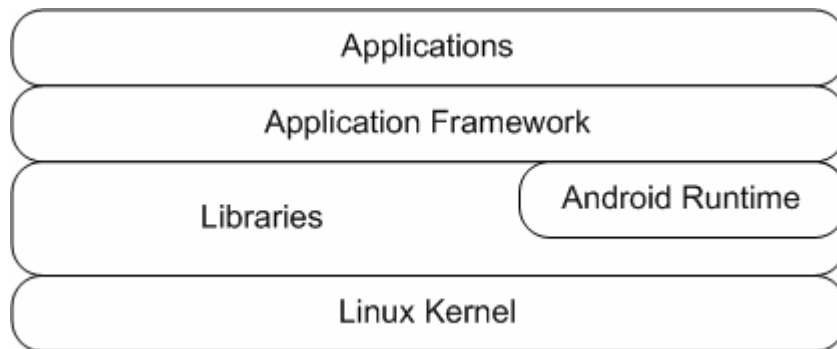 Applications
Application Framework
Libraries
Android Runtime
Linux Kernel